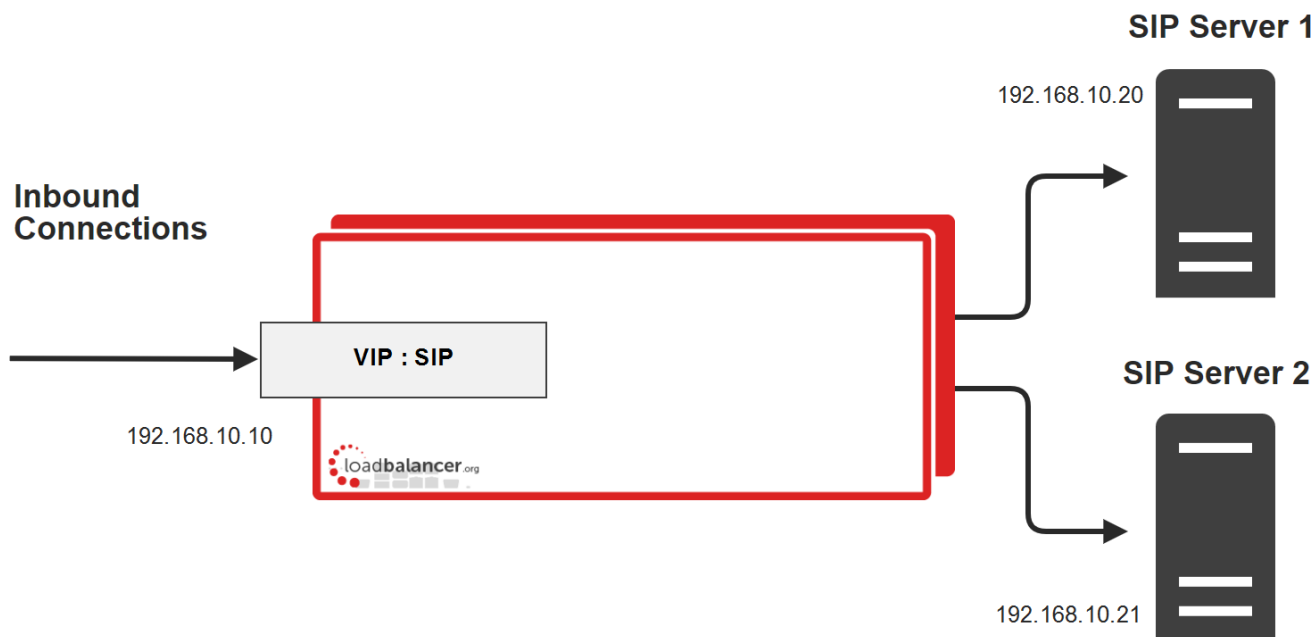 SIP Server 1
192.168.10.20
Inbound
Connections
VIP : SIP
192.168.10.10
loadbalancer.org
SIP Server 2
192.168.10.21